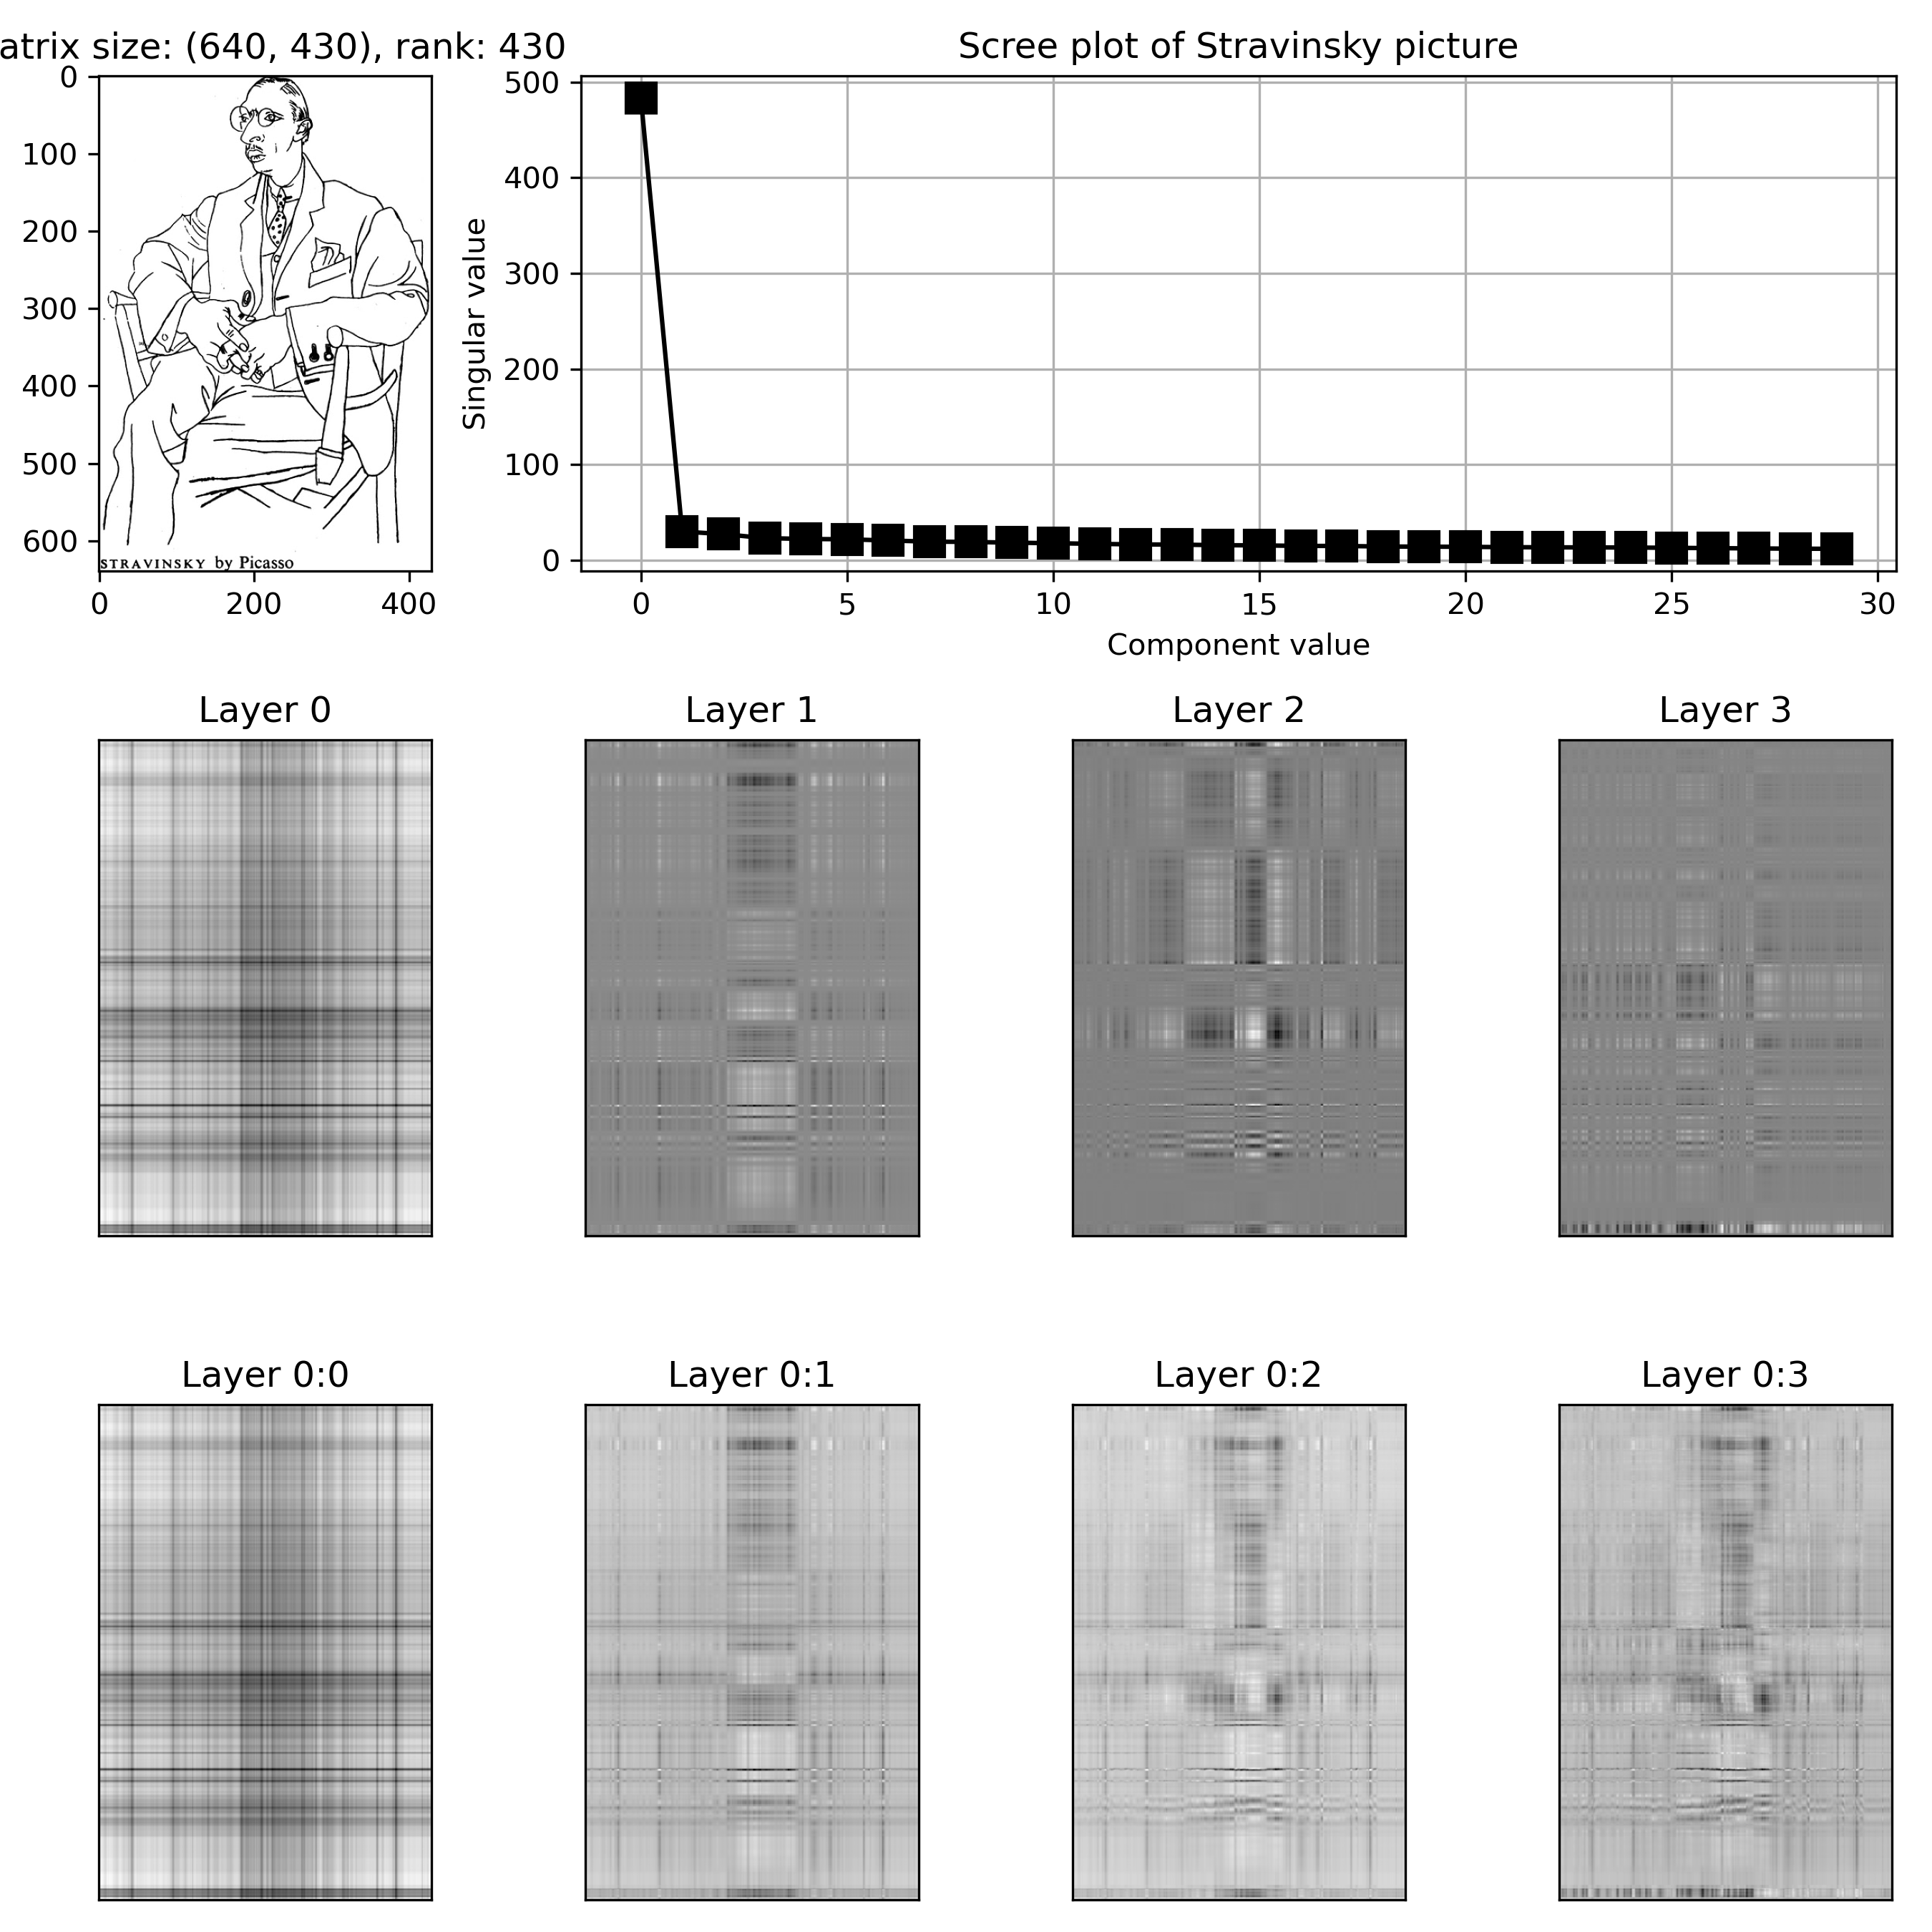 atrix size: (640, 430), rank: 430
Scree plot of Stravinsky picture
0
100
200
300
400
500
600
0 200 400
STRAVINSKY by Picasso
Singular value
500
400
300
200
100
0
0 5 10 15 20 25 30
Component value
Layer 0 Layer 1 Layer 2 Layer 3
Layer 0:0 Layer 0:1 Layer 0:2 Layer 0:3